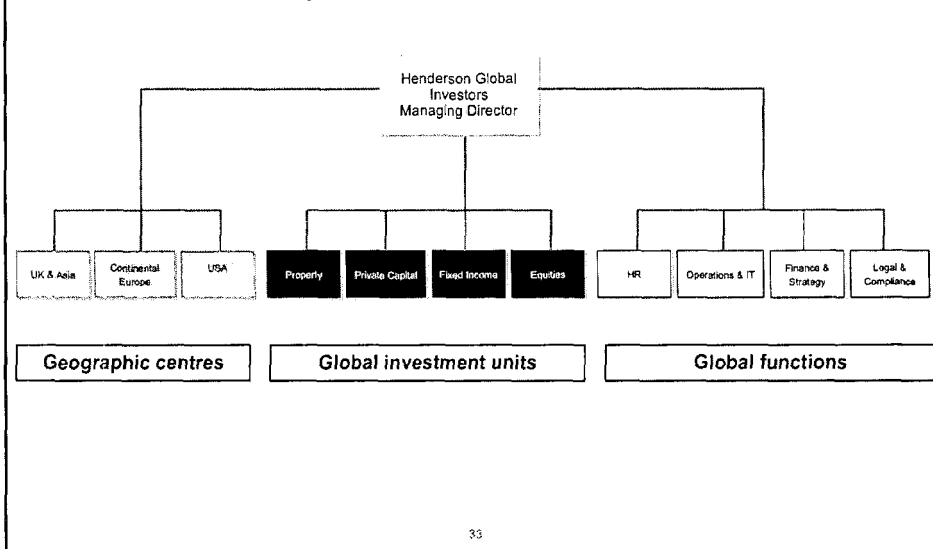 Henderson Global
Investors
Managing Director
UK & Asia
Continental
Europe
USA
Property
Private Capital
Fixed Income
Equities
HR
Operations & IT
Finance &
Strategy
Legal &
Compliance
Geographic centres
Global investment units
Global functions
33